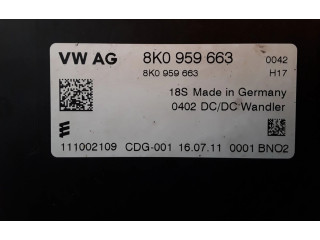 VW AG 8K0 959 663 0042
8K0 959 663 H17
18S Made in Germany
0402 DC/DC Wandler
111002109 CDG-001 16.07.11 0001 BNO2